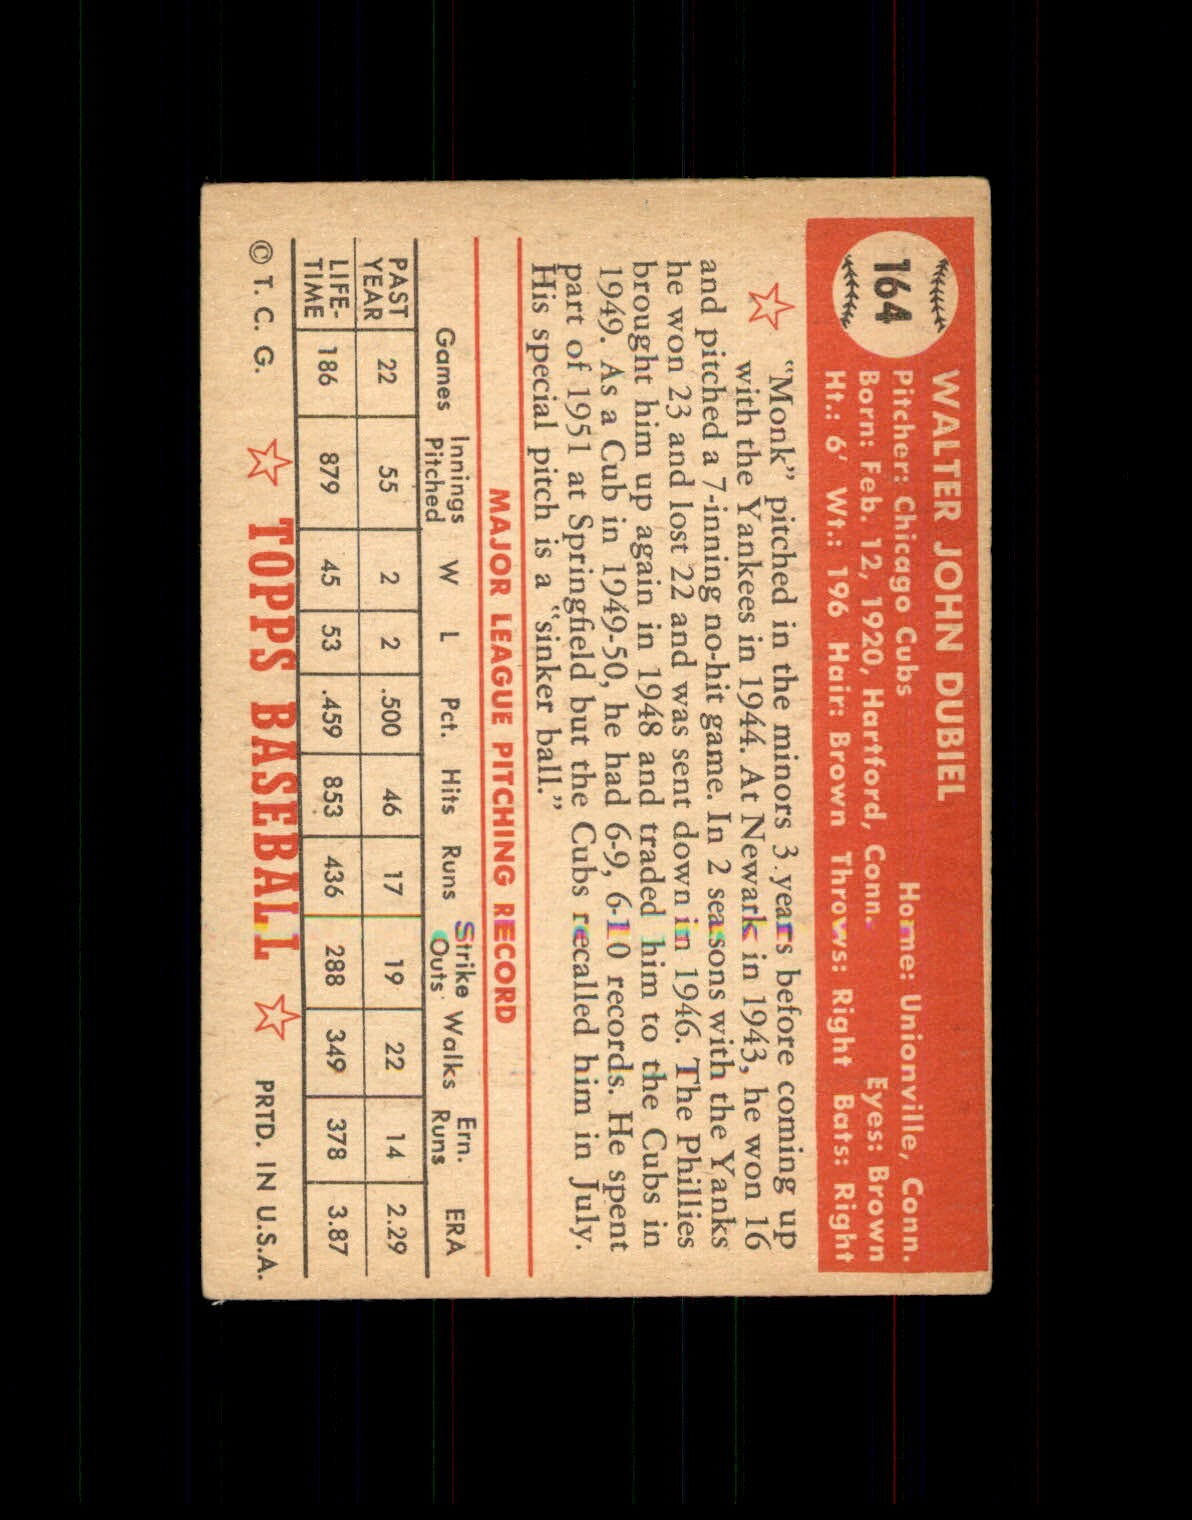 164
WALTER JOHN DUBIEL
Pitcher: Chicago Cubs Home: Unionville, Conn.
Born: Feb. 12, 1920, Hartford, Conn. Eyes: Brown
Ht.: 6' Wt.: 196 Hair: Brown Throws: Right Bats: Right
"Monk" pitched in the minors 3 years before coming up
with the Yankees in 1944. At Newark in 1943, he won 16
and pitched a 7-inning no-hit game. In 2 seasons with the Yanks
he won 23 and lost 22 and was sent down in 1946. The Phillies
brought him up again in 1948 and traded him to the Cubs in
1949. As a Cub in 1949-50, he had 6-9, 6-10 records. He spent
part of 1951 at Springfield but the Cubs recalled him in July.
His special pitch is a "sinker ball."
MAJOR LEAGUE PITCHING RECORD
Games Innings Pitched W L Pct. Hits Runs Strike Outs Walks Ern. Runs ERA
PAST YEAR 22 55 2 2 .500 46 17 19 22 14 2.29
LIFE-TIME 186 879 45 53 .459 853 436 288 349 378 3.87
© T. C. G. TOPPS BASEBALL PRTD. IN U.S.A.